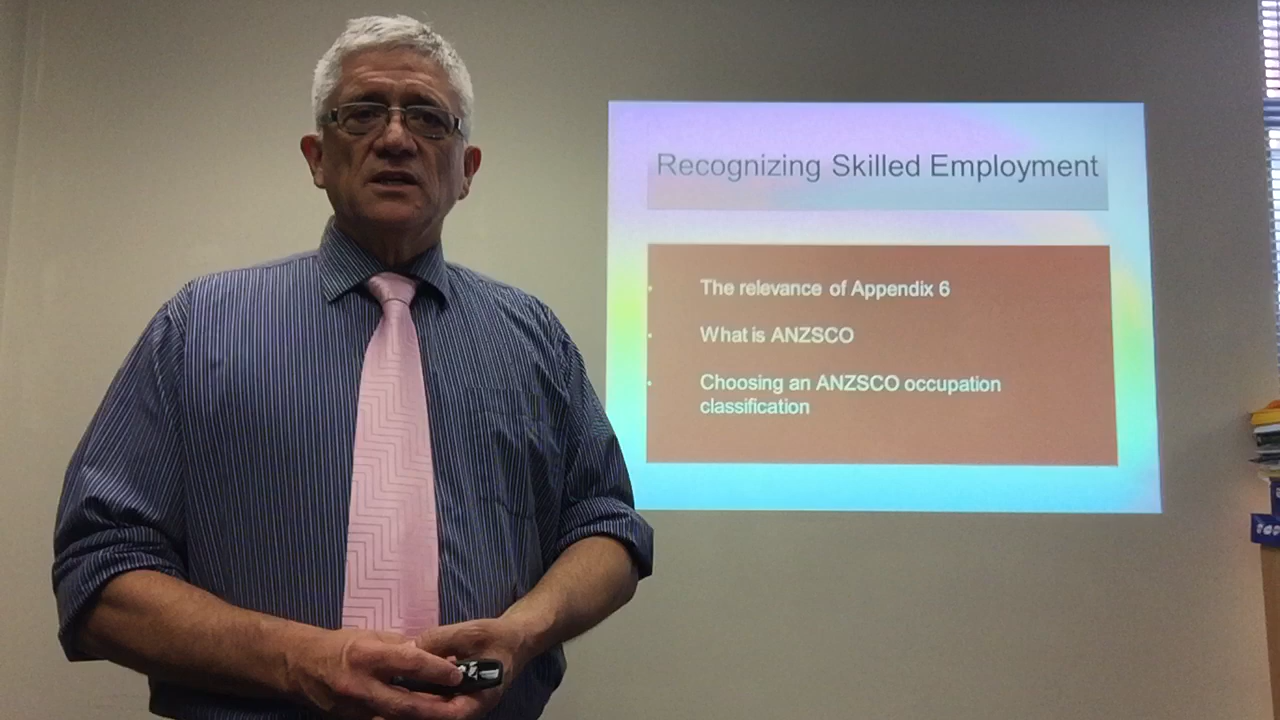 Recognizing Skilled Employment
The relevance of Appendix 6
What is ANZSCO
Choosing an ANZSCO occupation
classification